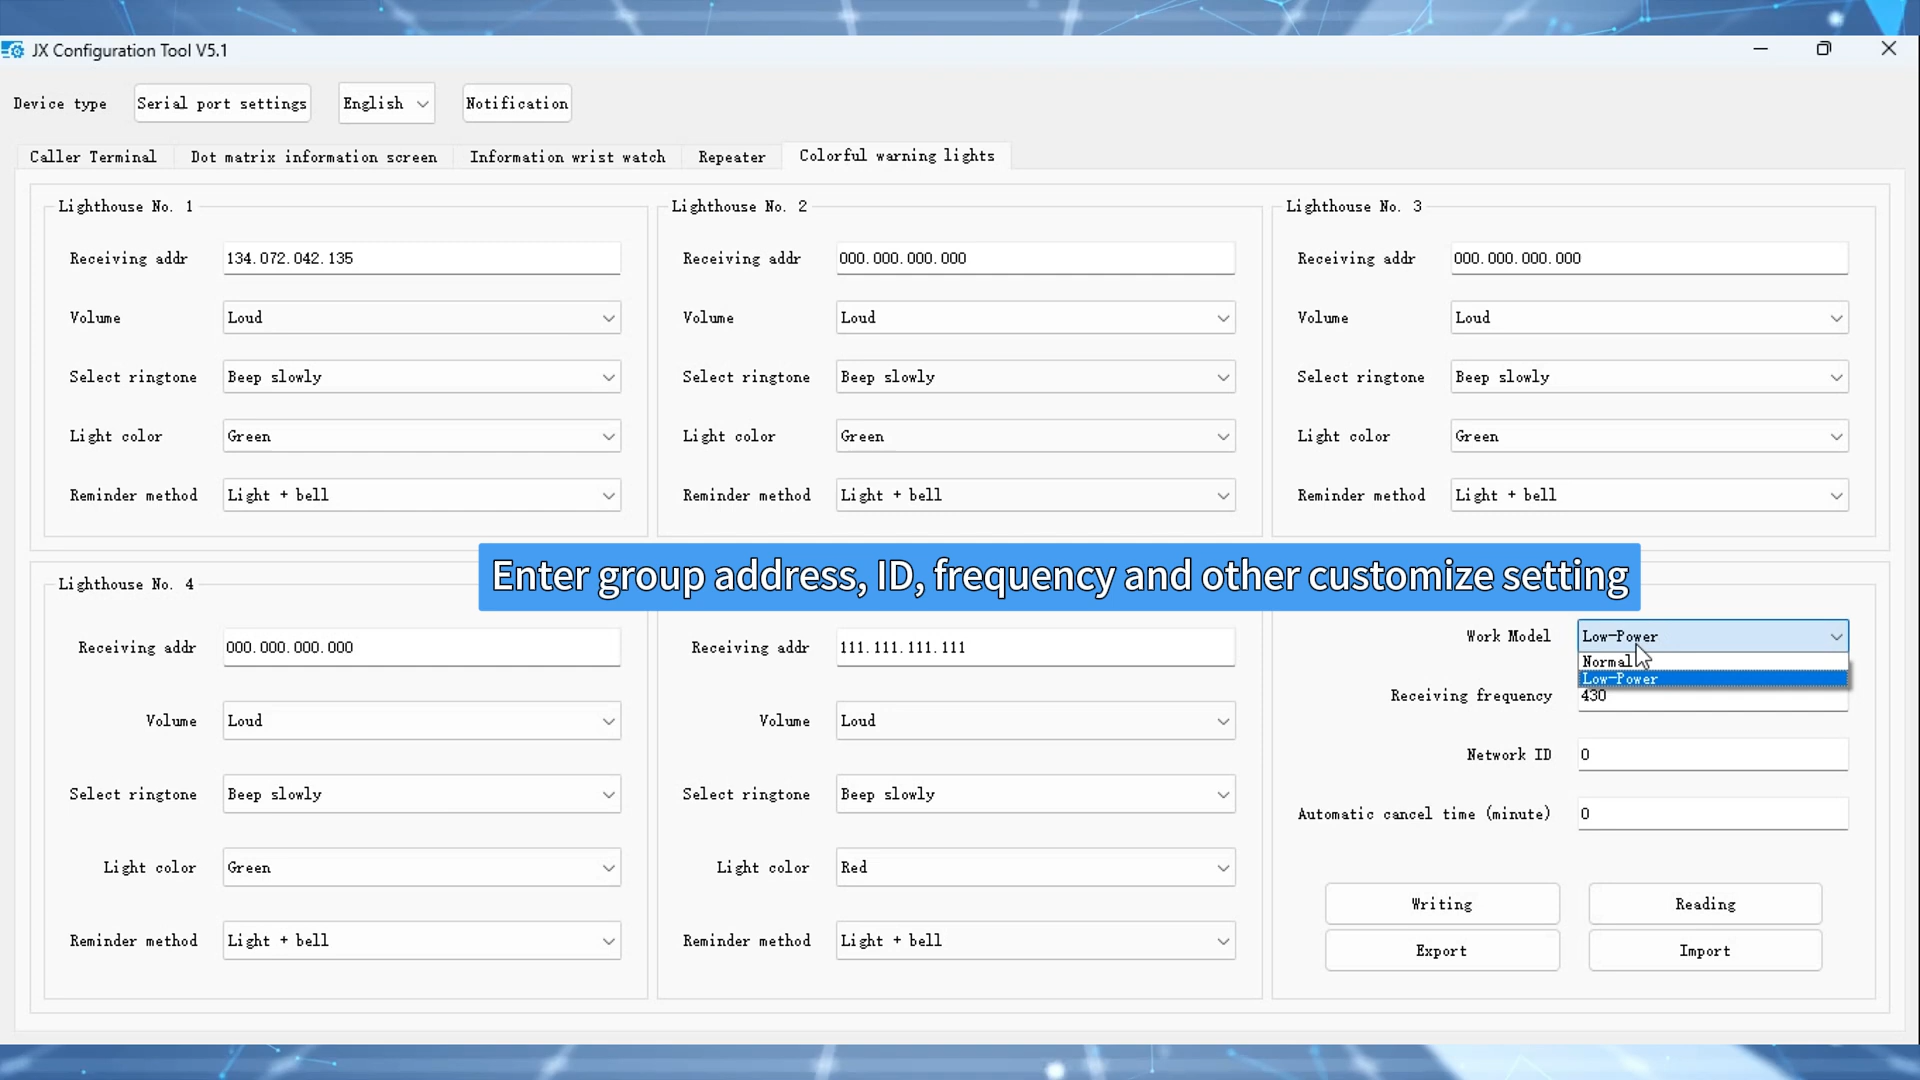 JX Configuration Tool V5.1
Device type
Serial port settings
English
Notification
Caller Terminal
Dot matrix information screen
Information wrist watch
Repeater
Colorful warning lights
Lighthouse No. 1
Receiving addr
134.072.042.135
Volume
Loud
Select ringtone
Beep slowly
Light color
Green
Reminder method
Light + bell
Lighthouse No. 2
Receiving addr
000.000.000.000
Volume
Loud
Select ringtone
Beep slowly
Light color
Green
Reminder method
Light + bell
Lighthouse No. 3
Receiving addr
000.000.000.000
Volume
Loud
Select ringtone
Beep slowly
Light color
Green
Reminder method
Light + bell
Enter group address, ID, frequency and other customize setting
Lighthouse No. 4
Receiving addr
000.000.000.000
Volume
Loud
Select ringtone
Beep slowly
Light color
Green
Reminder method
Light + bell
Receiving addr
111.111.111.111
Volume
Loud
Select ringtone
Beep slowly
Light color
Red
Reminder method
Light + bell
Work Model
Low-Power
Normal
Low-Power
Receiving frequency
430
Network ID
0
Automatic cancel time (minute)
0
Writing
Reading
Export
Import